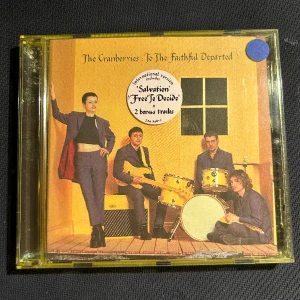 The Cranberries To The Faithful Departed
international version
includes
'Salvation'
"Free To Decide"
+
2 bonus tracks